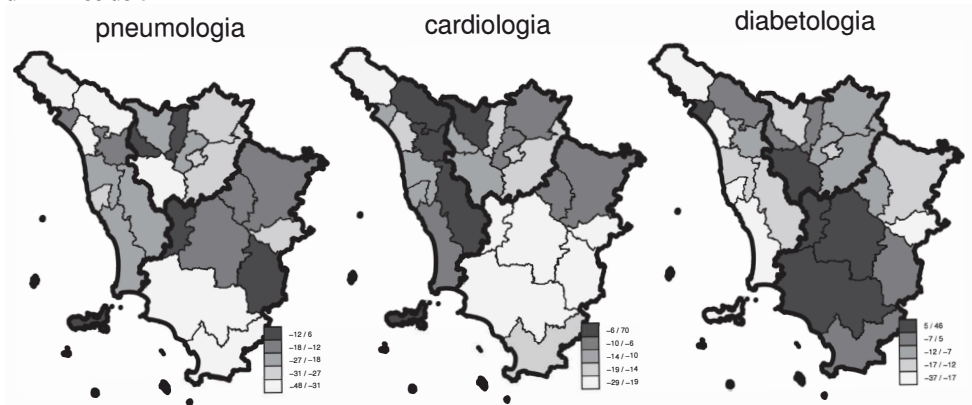 pneumologia
cardiologia
diabetologia
−12 / 6
−18 / −12
−27 / −18
−31 / −27
−48 / −31
−6 / 70
−10 / −6
−14 / −10
−19 / −14
−29 / −19
5 / 46
−7 / 5
−12 / −7
−17 / −12
−37 / −17